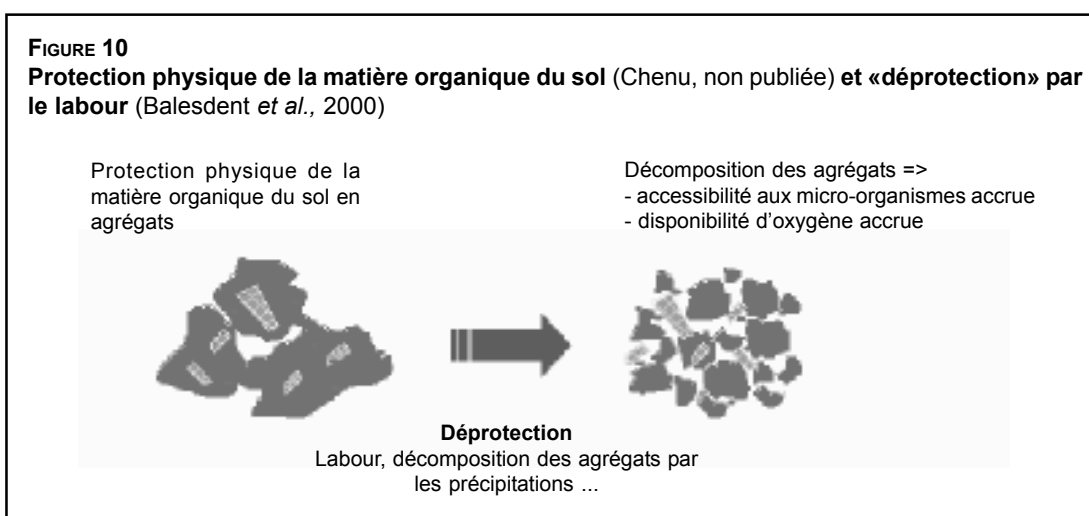 FIGURE 10
Protection physique de la matière organique du sol (Chenu, non publiée) et «déprotection» par
le labour (Balesdent et al., 2000)
Protection physique de la
matière organique du sol en
agrégats
Décomposition des agrégats =>
- accessibilité aux micro-organismes accrue
- disponibilité d'oxygène accrue
Déprotection
Labour, décomposition des agrégats par
les précipitations ...